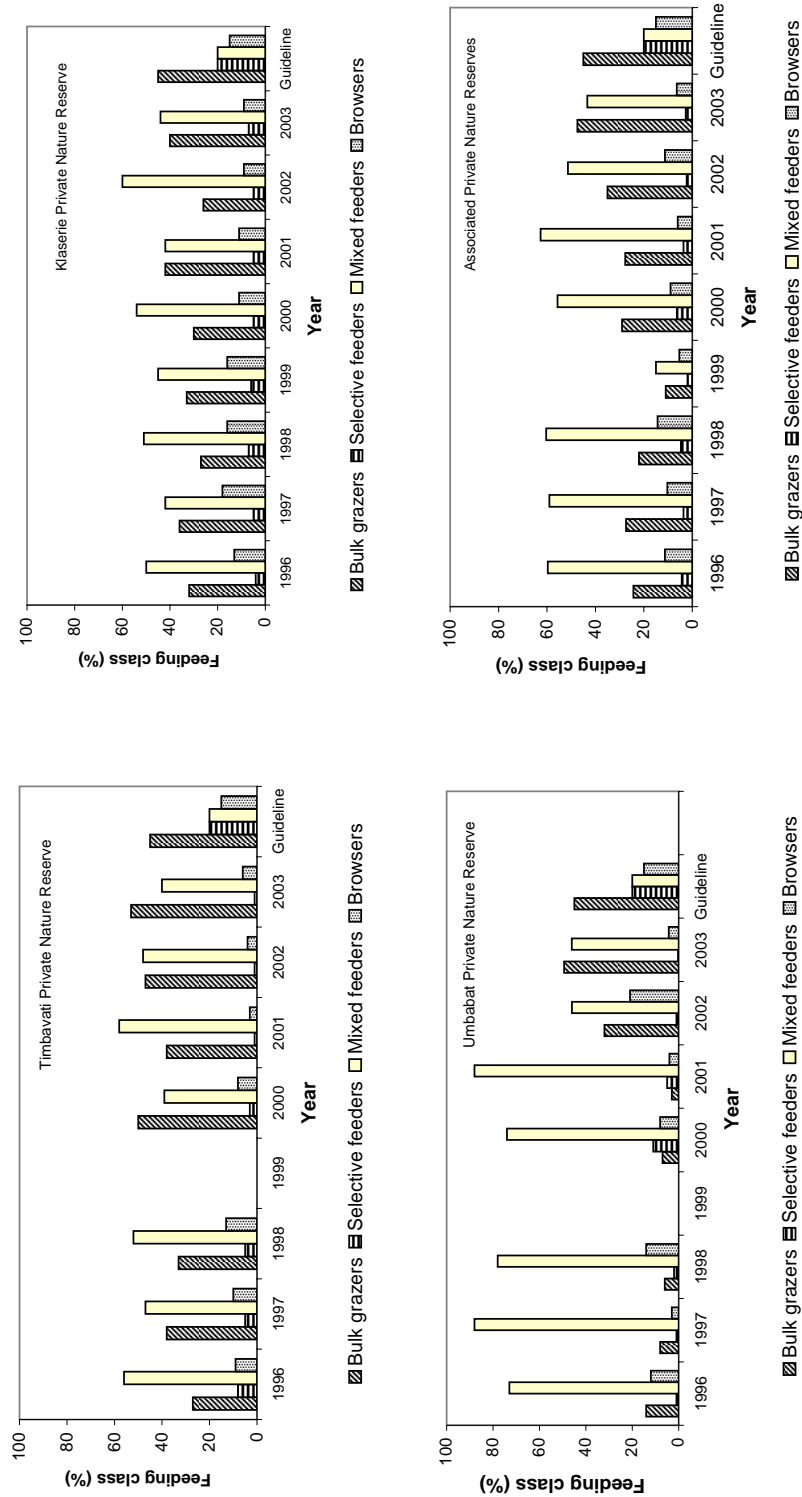 Timbavati Private Nature Reserve
Feeding class (%)
100
80
60
40
20
0
1996 1997 1998 1999 2000 2001 2002 2003 Guideline
Year
Bulk grazers Selective feeders Mixed feeders Browsers
Klaserie Private Nature Reserve
Feeding class (%)
100
80
60
40
20
0
1996 1997 1998 1999 2000 2001 2002 2003 Guideline
Year
Bulk grazers Selective feeders Mixed feeders Browsers
Umbabat Private Nature Reserve
Feeding class (%)
100
80
60
40
20
0
1996 1997 1998 1999 2000 2001 2002 2003 Guideline
Year
Bulk grazers Selective feeders Mixed feeders Browsers
Associated Private Nature Reserves
Feeding class (%)
100
80
60
40
20
0
1996 1997 1998 1999 2000 2001 2002 2003 Guideline
Year
Bulk grazers Selective feeders Mixed feeders Browsers